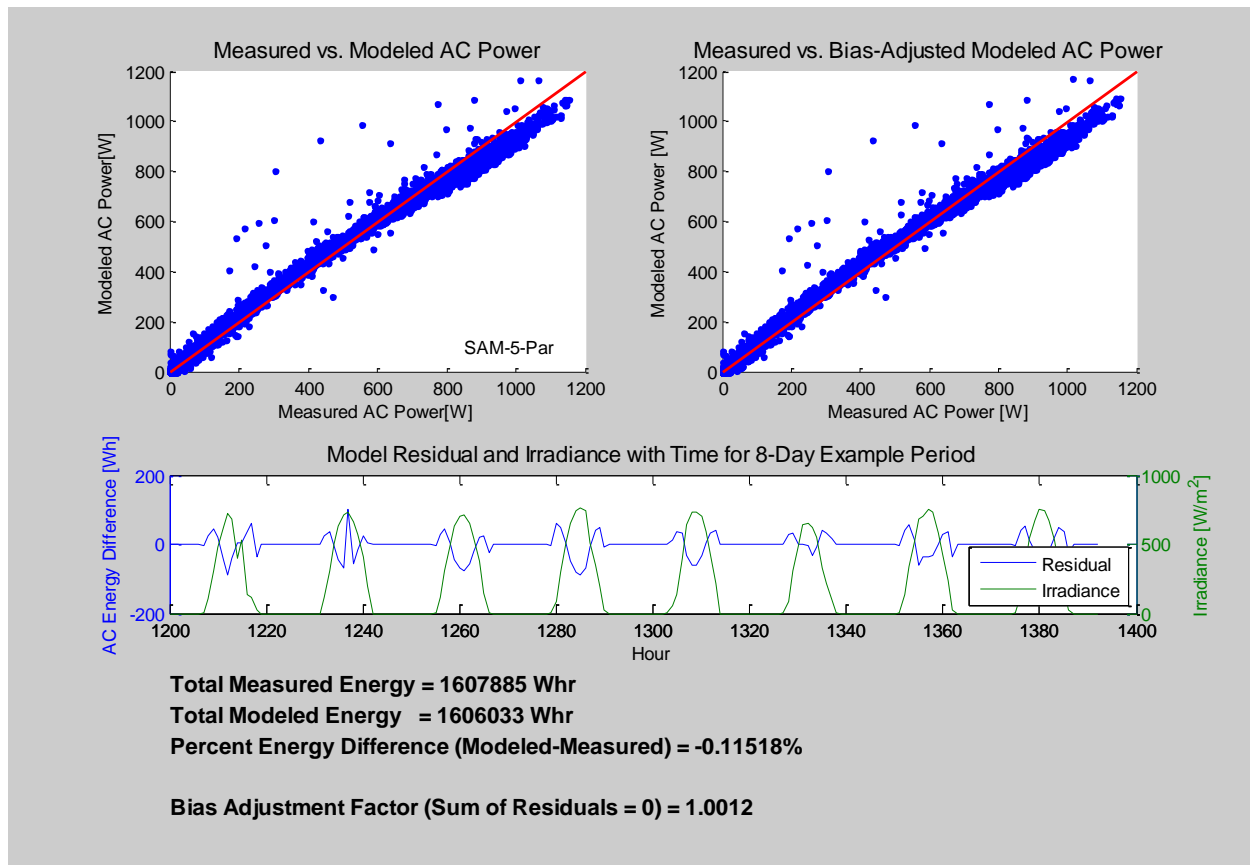 Measured vs. Modeled AC Power
Modeled AC Power[W]
1200
1000
800
600
400
200
0
SAM-5-Par
0 200 400 600 800 1000 1200
Measured AC Power[W]
Measured vs. Bias-Adjusted Modeled AC Power
Modeled AC Power [W]
1200
1000
800
600
400
200
0
0 200 400 600 800 1000 1200
Measured AC Power [W]
Model Residual and Irradiance with Time for 8-Day Example Period
AC Energy Difference [Wh]
200
0
-200
1000
500
0
Irradiance [W/m²]
Residual
Irradiance
1200 1220 1240 1260 1280 1300 1320 1340 1360 1380 1400
Hour
Total Measured Energy = 1607885 Whr
Total Modeled Energy = 1606033 Whr
Percent Energy Difference (Modeled-Measured) = -0.11518%
Bias Adjustment Factor (Sum of Residuals = 0) = 1.0012